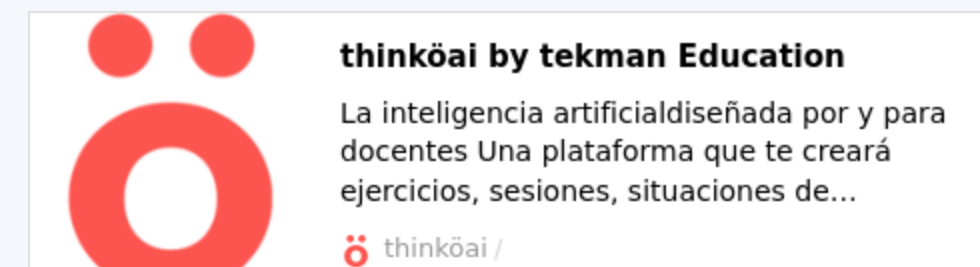 thinköai by tekman Education
La inteligencia artificialdiseñada por y para
docentes Una plataforma que te creará
ejercicios, sesiones, situaciones de...
thinköai /